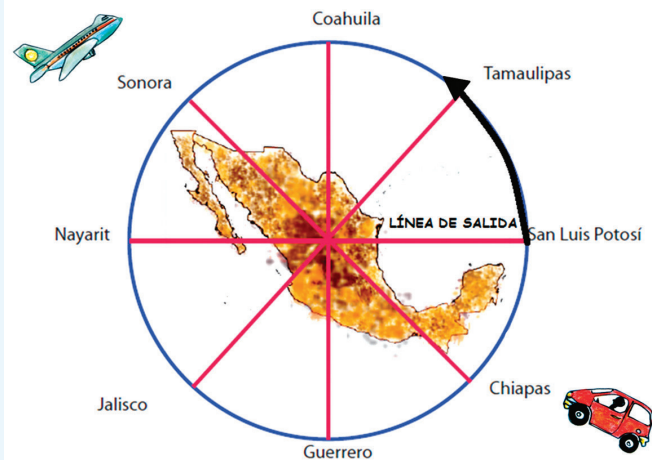 Coahuila
Sonora
Tamaulipas
LÍNEA DE SALIDA
Nayarit
San Luis Potosí
Jalisco
Chiapas
Guerrero